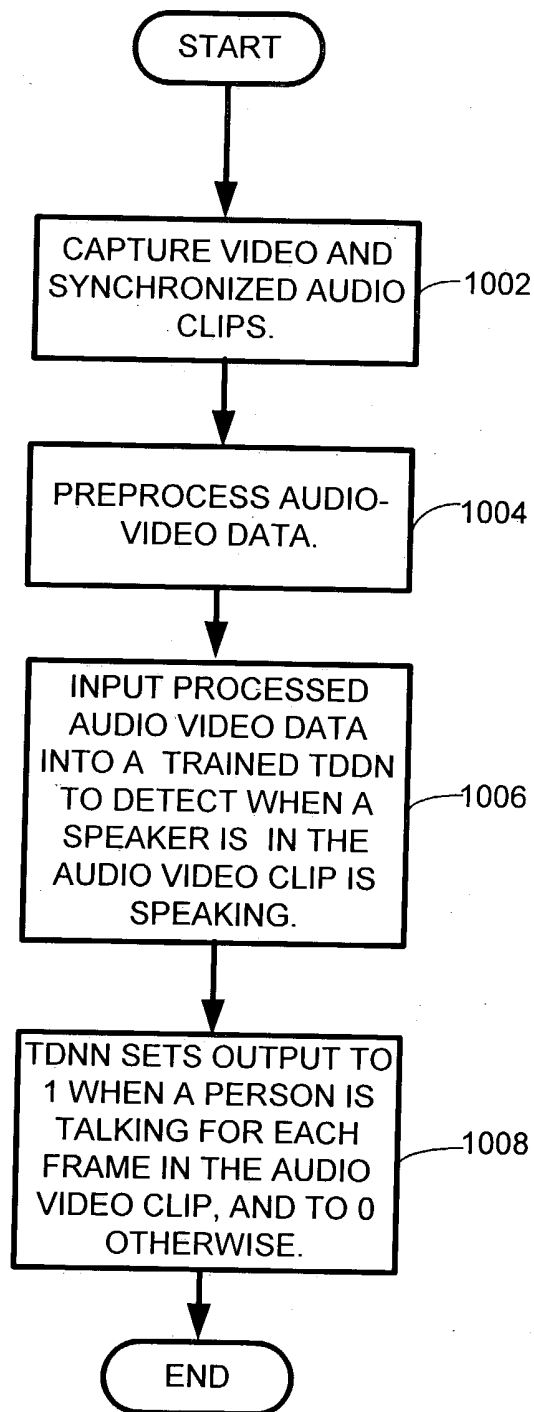 START
CAPTURE VIDEO AND
SYNCHRONIZED AUDIO
CLIPS.
1002
PREPROCESS AUDIO-
VIDEO DATA.
1004
INPUT PROCESSED
AUDIO VIDEO DATA
INTO A TRAINED TDDN
TO DETECT WHEN A
SPEAKER IS IN THE
AUDIO VIDEO CLIP IS
SPEAKING.
1006
TDNN SETS OUTPUT TO
1 WHEN A PERSON IS
TALKING FOR EACH
FRAME IN THE AUDIO
VIDEO CLIP, AND TO 0
OTHERWISE.
1008
END